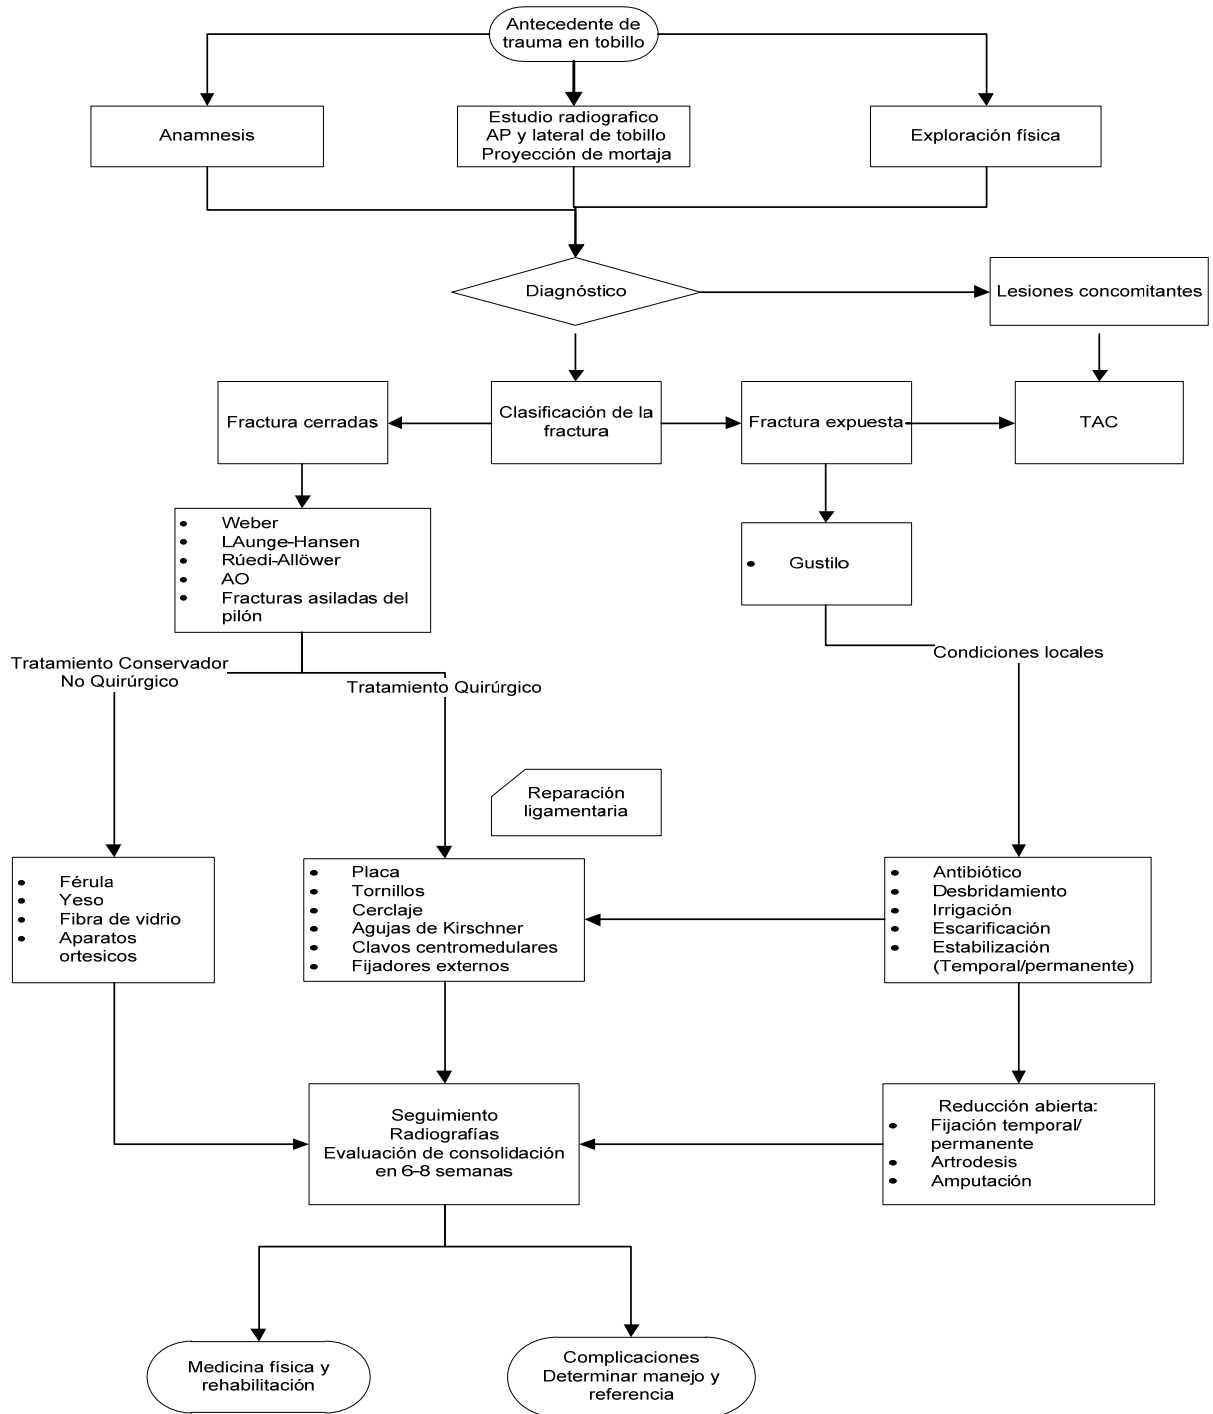 Antecedente de
trauma en tobillo
Anamnesis
Estudio radiografico
AP y lateral de tobillo
Proyección de mortaja
Exploración física
Diagnóstico
Lesiones concomitantes
Fractura cerradas
Clasificación de la
fractura
Fractura expuesta
TAC
• Weber
• LAunge-Hansen
• Rúedi-Allöwer
• AO
• Fracturas asiladas del
pilón
• Gustilo
Tratamiento Conservador
No Quirúrgico
Tratamiento Quirúrgico
Condiciones locales
Reparación
ligamentaria
• Férula
• Yeso
• Fibra de vidrio
• Aparatos
ortesicos
• Placa
• Tornillos
• Cerclaje
• Agujas de Kirschner
• Clavos centromedulares
• Fijadores externos
• Antibiótico
• Desbridamiento
• Irrigación
• Escarificación
• Estabilización
(Temporal/permanente)
Seguimiento
Radiografías
Evaluación de consolidación
en 6-8 semanas
Reducción abierta:
• Fijación temporal/
permanente
• Artrodesis
• Amputación
Medicina física y
rehabilitación
Complicaciones
Determinar manejo y
referencia